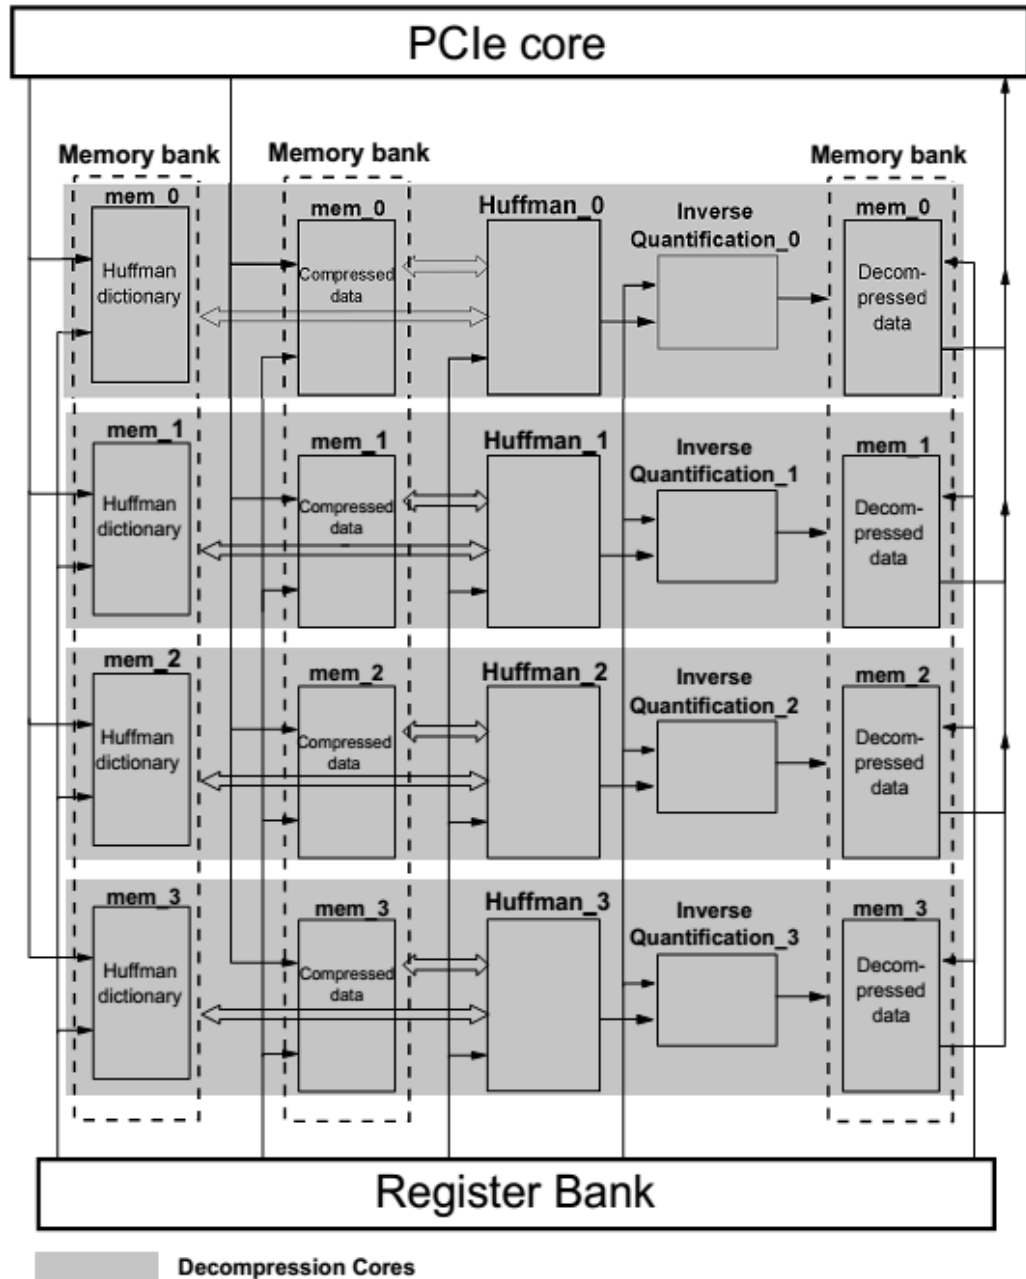 PCIe core
Memory bank
Memory bank
Memory bank
mem_0
mem_0
Huffman_0
Inverse
Quantification_0
mem_0
Huffman
dictionary
Compressed
data
Decom-
pressed
data
mem_1
mem_1
Huffman_1
Inverse
Quantification_1
mem_1
Huffman
dictionary
Compressed
data
Decom-
pressed
data
mem_2
mem_2
Huffman_2
Inverse
Quantification_2
mem_2
Huffman
dictionary
Compressed
data
Decom-
pressed
data
mem_3
mem_3
Huffman_3
Inverse
Quantification_3
mem_3
Huffman
dictionary
Compressed
data
Decom-
pressed
data
Register Bank
Decompression Cores